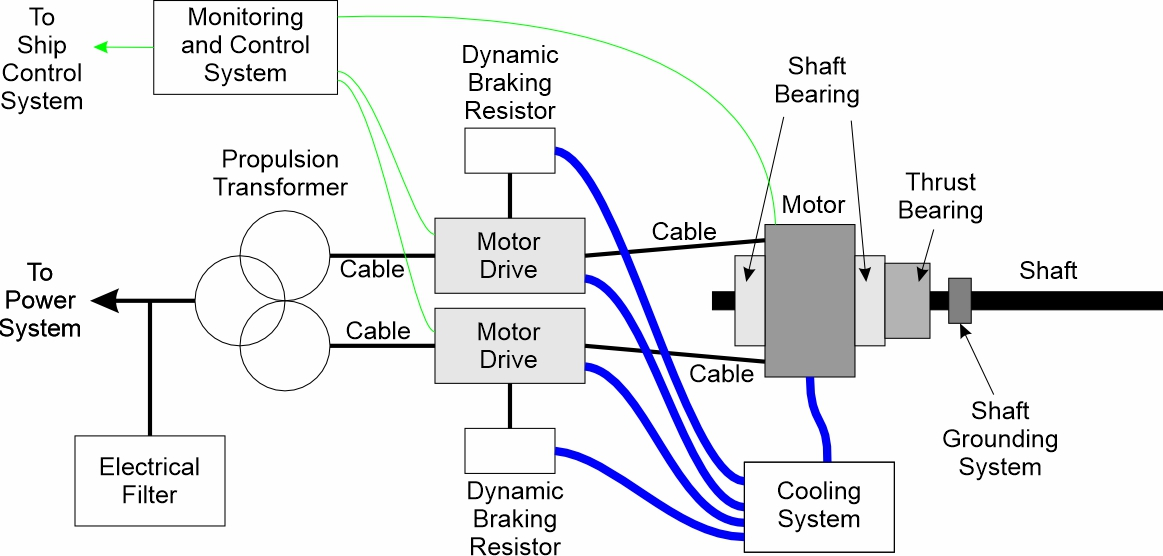 To
Ship
Control
System
Monitoring
and Control
System
Dynamic
Braking
Resistor
Shaft
Bearing
Propulsion
Transformer
Thrust
Bearing
Motor
Cable
Motor
Drive
Cable
To
Power
System
Shaft
Cable
Motor
Drive
Cable
Shaft
Grounding
System
Electrical
Filter
Dynamic
Braking
Resistor
Cooling
System